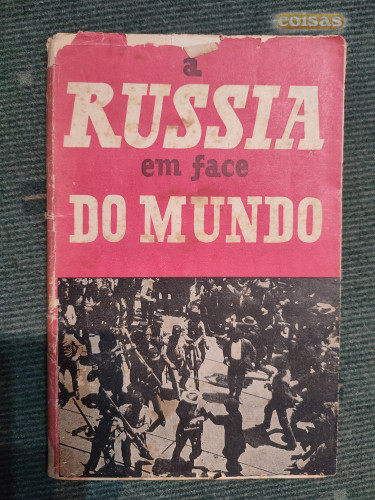 coisas
a
RUSSIA
em face
DO MUNDO